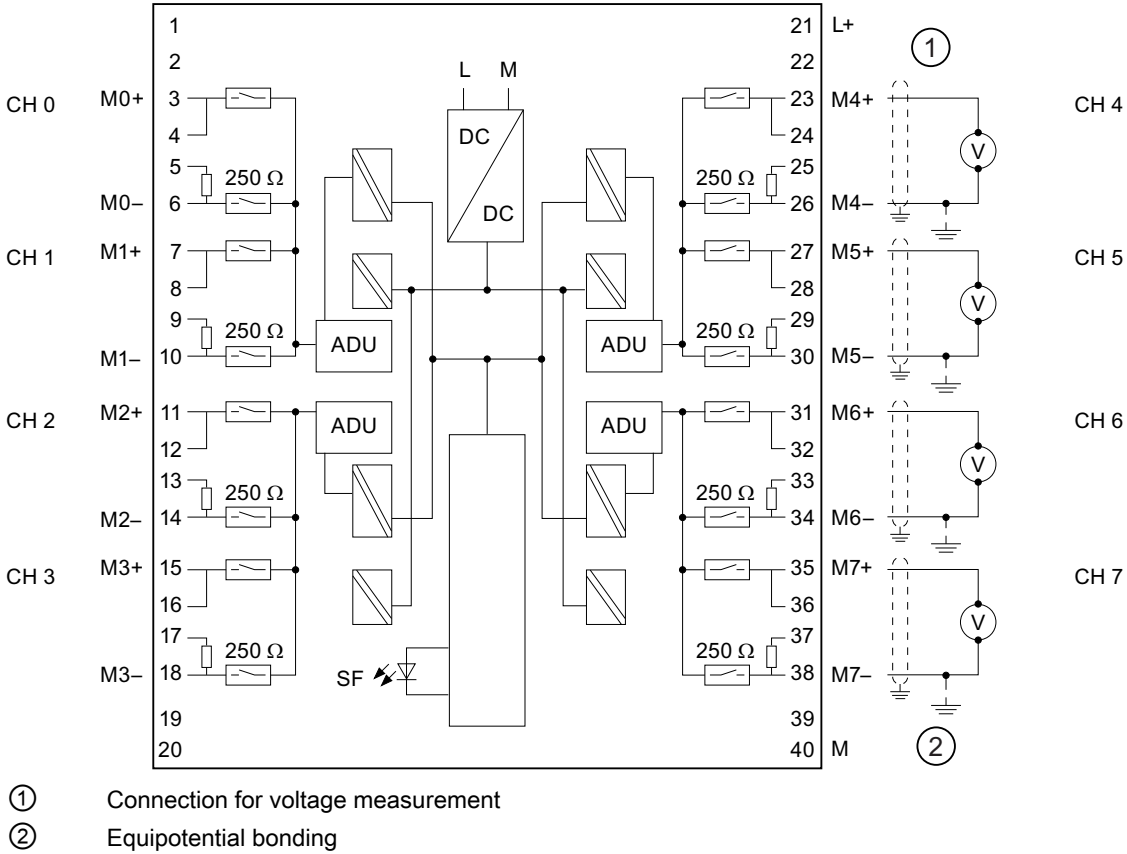 1 21 L+ ①
2 22
L M
CH 0 M0+ 3 23 M4+ CH 4
4 DC 24 V
5 250 Ω 250 Ω 25
M0– 6 DC 26 M4–
CH 1 M1+ 7 27 M5+ CH 5
8 28 V
9 250 Ω ADU ADU 250 Ω 29
M1– 10 30 M5–
CH 2 M2+ 11 ADU ADU 31 M6+ CH 6
12 32 V
13 250 Ω 250 Ω 33
M2– 14 34 M6–
CH 3 M3+ 15 35 M7+ CH 7
16 36 V
17 250 Ω 250 Ω 37
M3– 18 SF 38 M7–
19 39
20 40 M ②
① Connection for voltage measurement
② Equipotential bonding